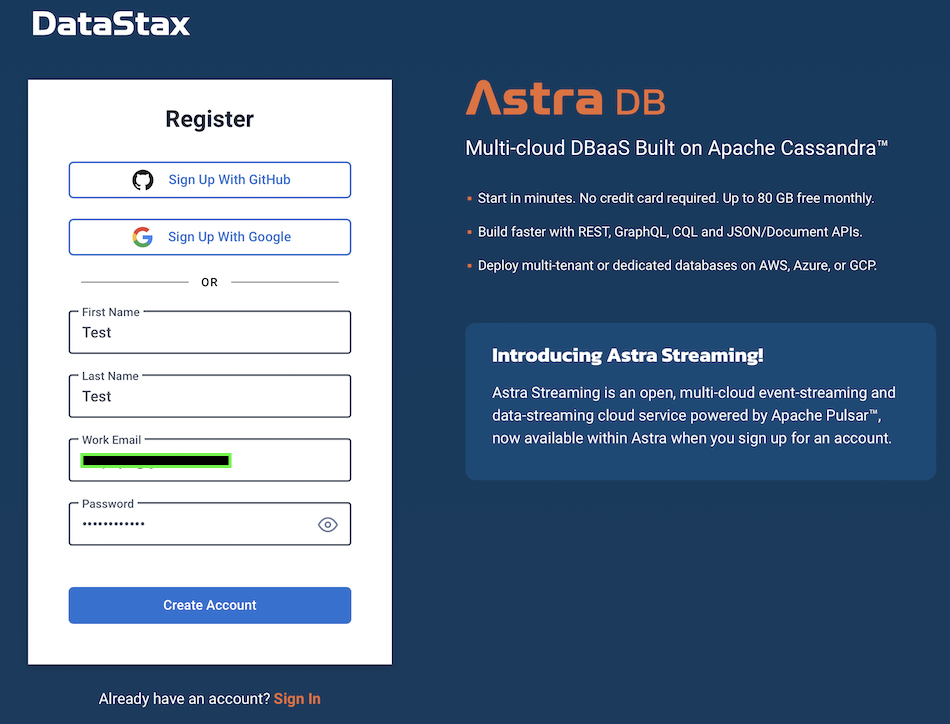 DataStax
Register
Sign Up With GitHub
Sign Up With Google
OR
First Name
Test
Last Name
Test
Work Email
Password
••••••••••••
Create Account
Already have an account? Sign In
Astra DB
Multi-cloud DBaaS Built on Apache Cassandra™
▪ Start in minutes. No credit card required. Up to 80 GB free monthly.
▪ Build faster with REST, GraphQL, CQL and JSON/Document APIs.
▪ Deploy multi-tenant or dedicated databases on AWS, Azure, or GCP.
Introducing Astra Streaming!
Astra Streaming is an open, multi-cloud event-streaming and
data-streaming cloud service powered by Apache Pulsar™,
now available within Astra when you sign up for an account.